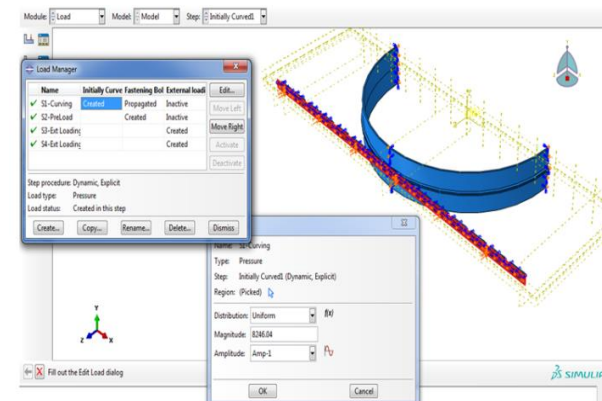 Module: Load Model: Model Step: Initially Curved1
Load Manager
Name Initially Curve Fastening Bol External loadi
S1-Curving Created Propagated Inactive
S2-PreLoad Created Inactive
S3-Ext Loading Created
S4-Ext Loading Created
Edit...
Move Left
Move Right
Activate
Deactivate
Step procedure: Dynamic, Explicit
Load type: Pressure
Load status: Created in this step
Create... Copy... Rename... Delete... Dismiss
Name: S1-Curving
Type: Pressure
Step: Initially Curved1 (Dynamic, Explicit)
Region: (Picked)
Distribution: Uniform f(x)
Magnitude: 8246.04
Amplitude: Amp-1
OK Cancel
Y
Z X
Fill out the Edit Load dialog
SIMULIA